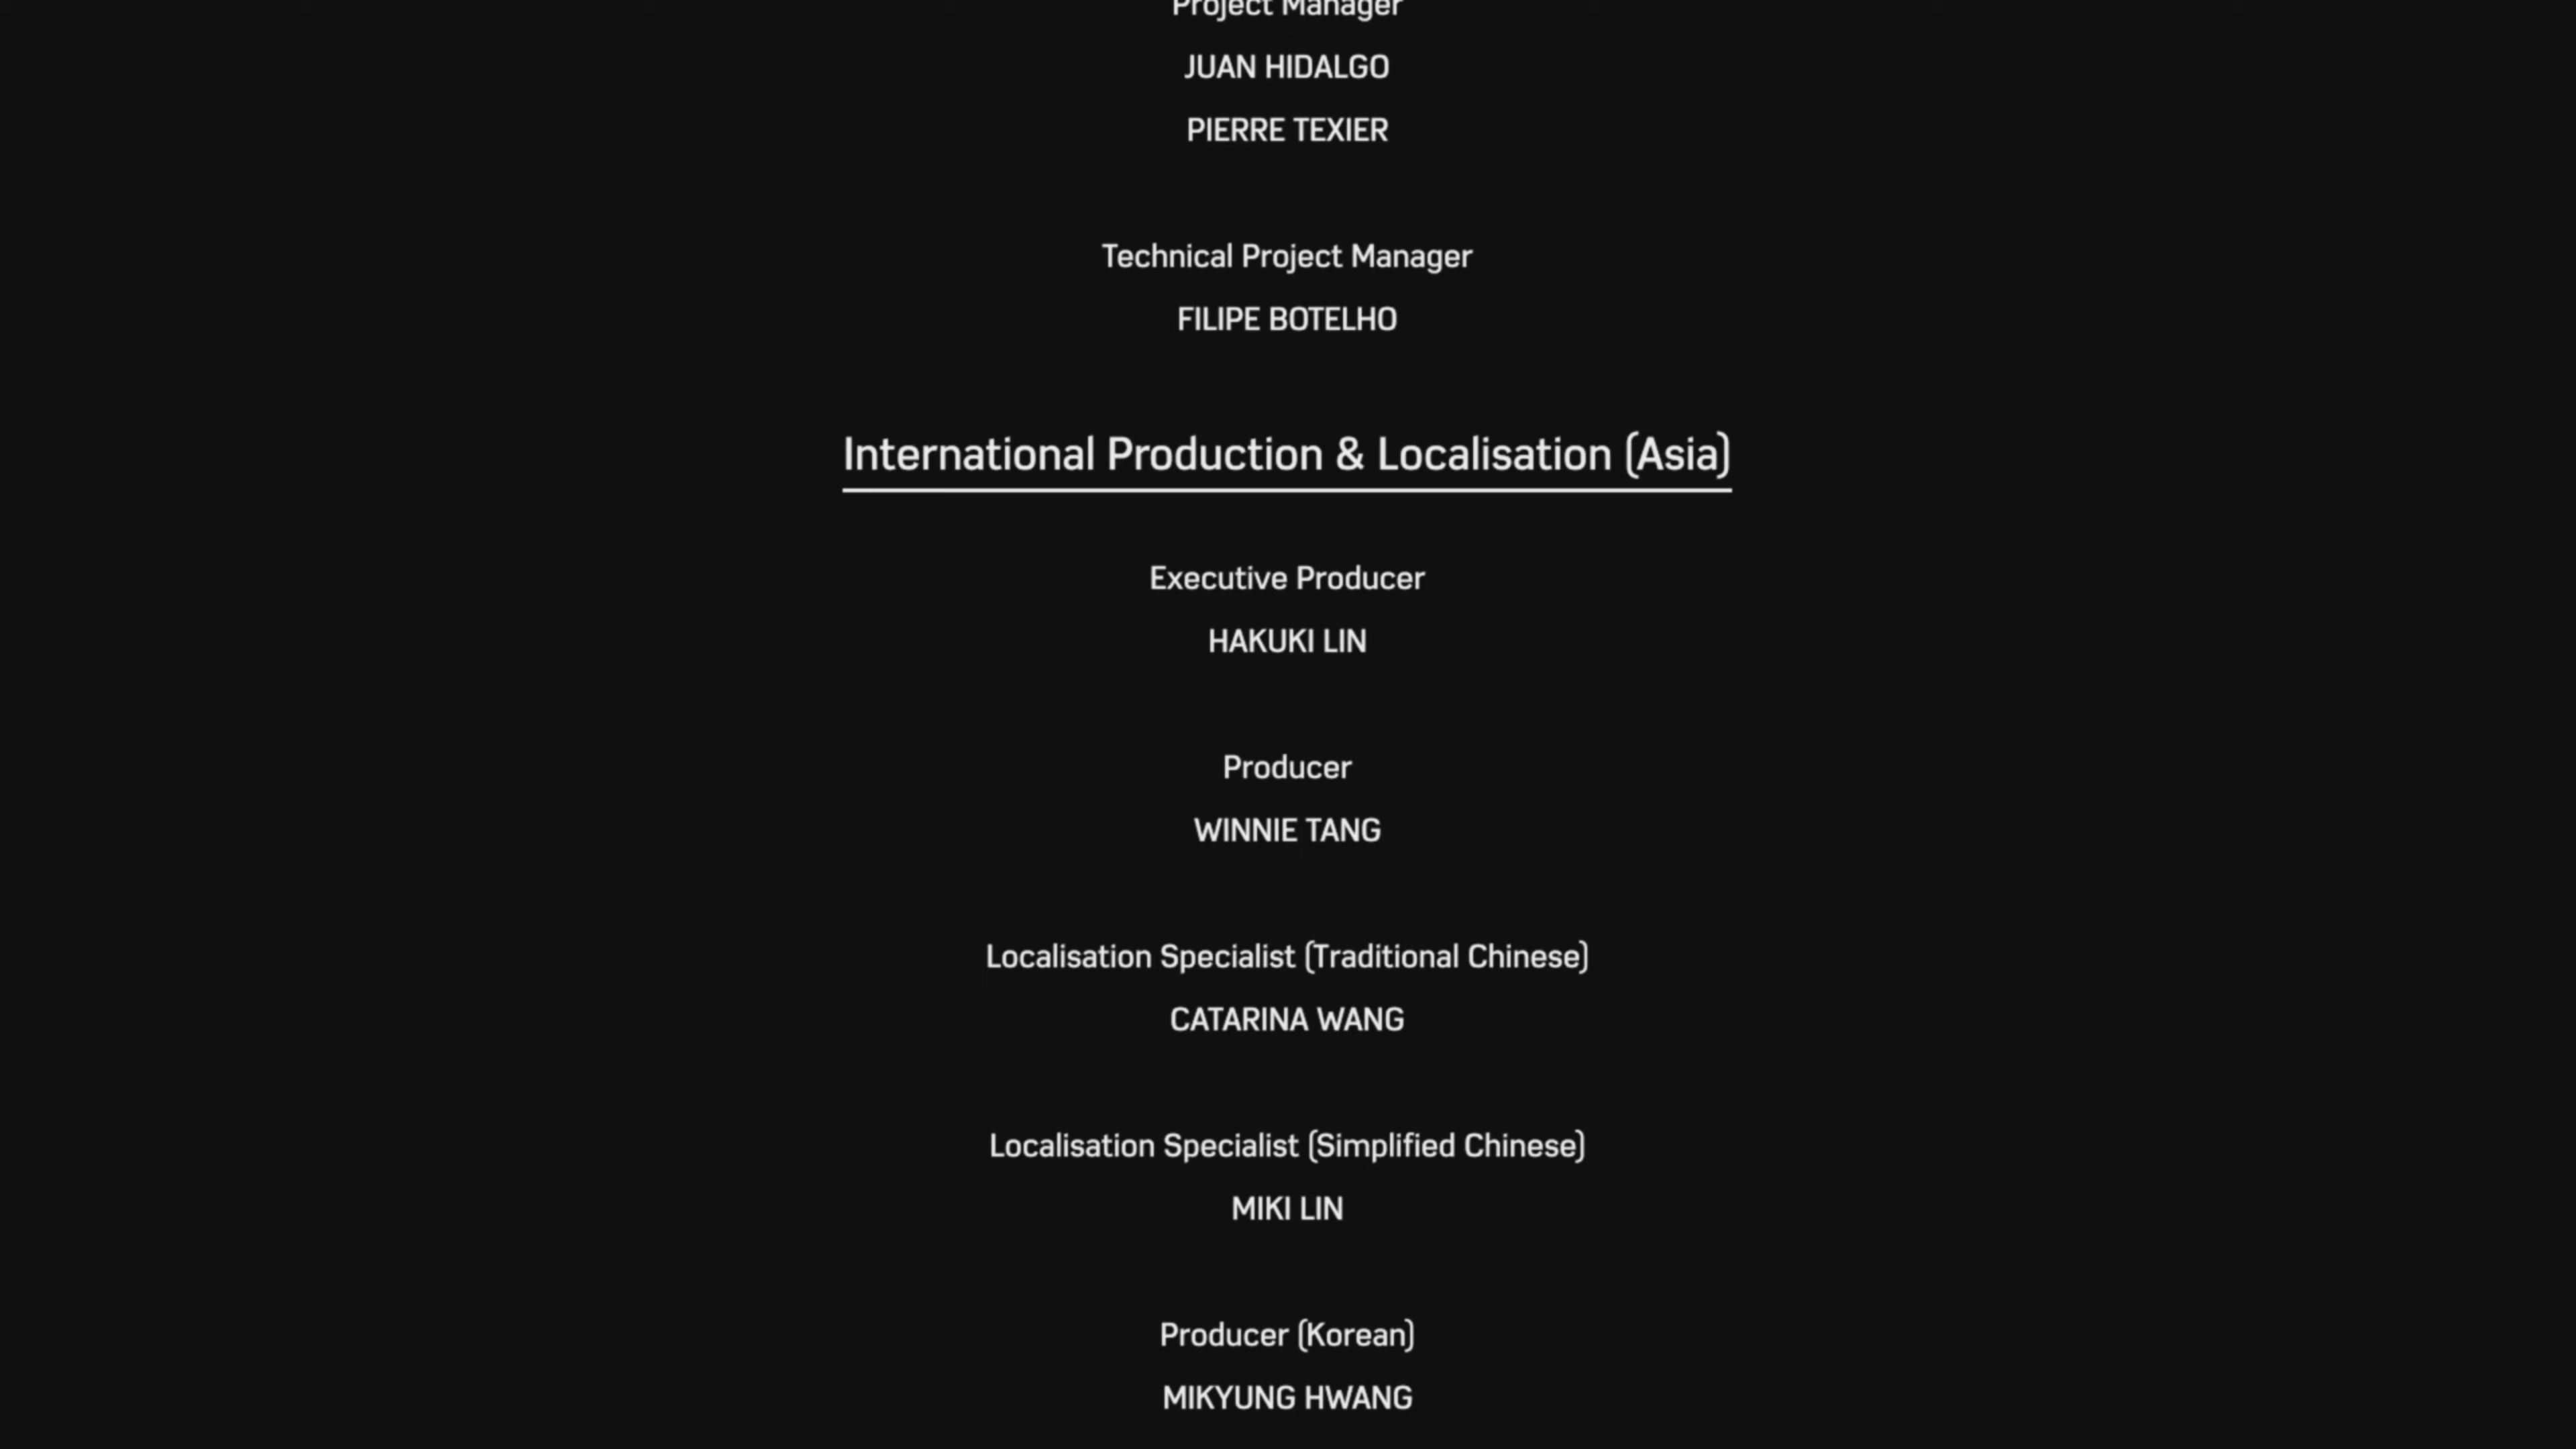 Project Manager
JUAN HIDALGO
PIERRE TEXIER
Technical Project Manager
FILIPE BOTELHO
International Production & Localisation (Asia)
Executive Producer
HAKUKI LIN
Producer
WINNIE TANG
Localisation Specialist (Traditional Chinese)
CATARINA WANG
Localisation Specialist (Simplified Chinese)
MIKI LIN
Producer (Korean)
MIKYUNG HWANG